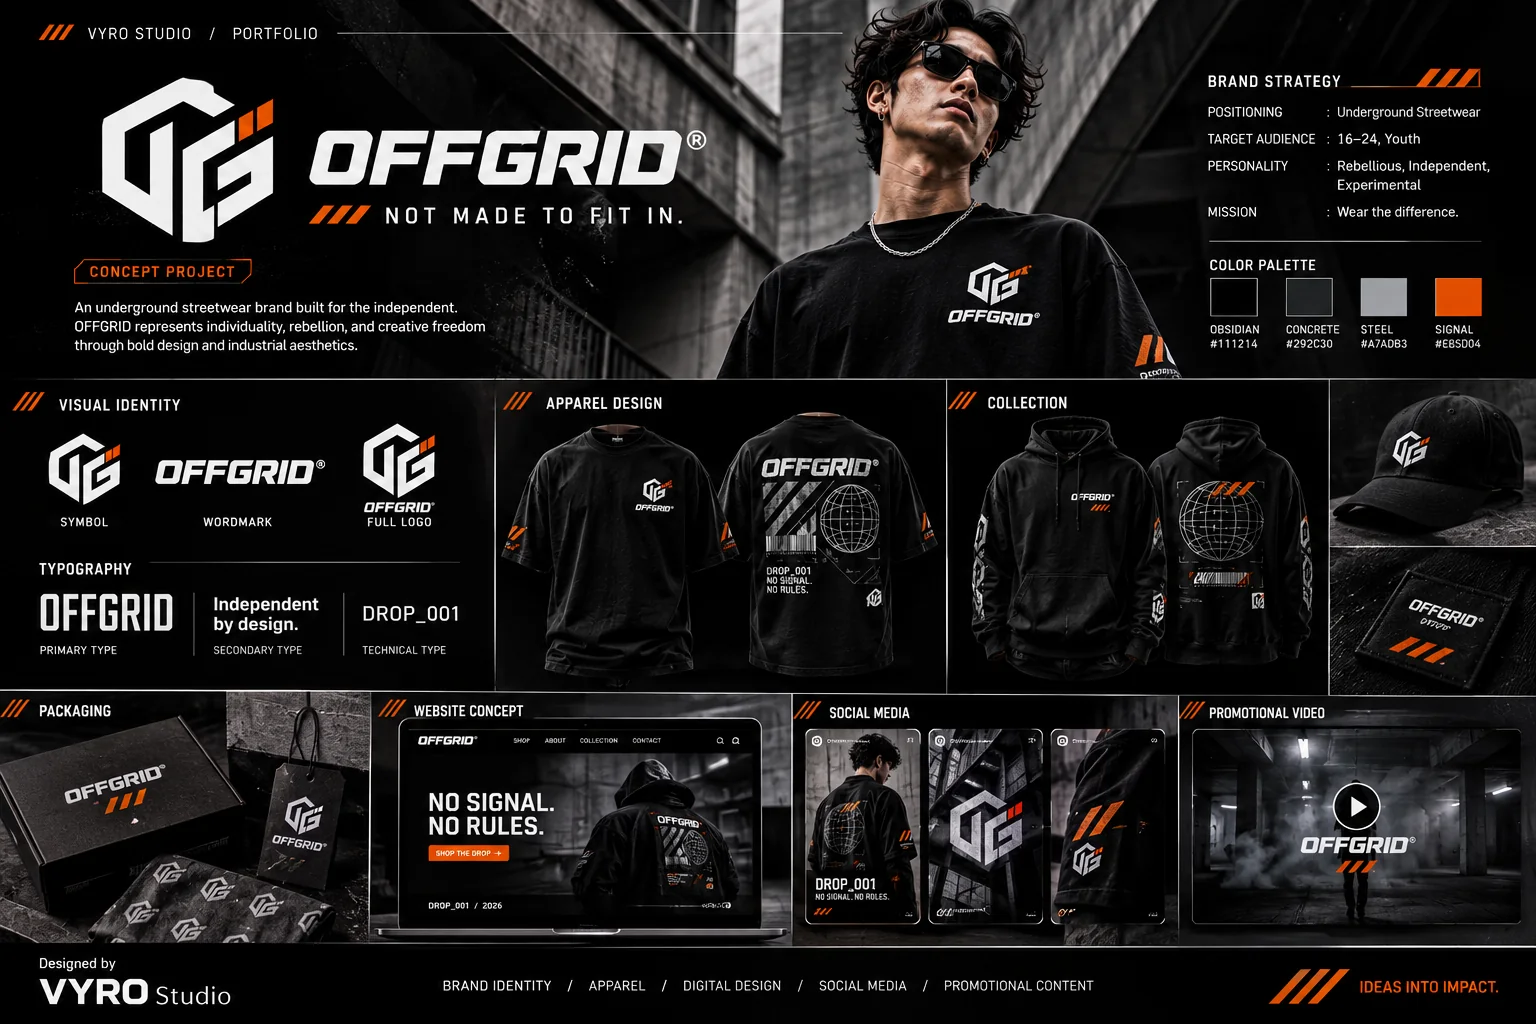 VYRO STUDIO / PORTFOLIO
OFFGRID®
NOT MADE TO FIT IN.
CONCEPT PROJECT
An underground streetwear brand built for the independent.
OFFGRID represents individuality, rebellion, and creative freedom
through bold design and industrial aesthetics.
OFFGRID®
BRAND STRATEGY
POSITIONING : Underground Streetwear
TARGET AUDIENCE : 16–24, Youth
PERSONALITY : Rebellious, Independent,
Experimental
MISSION : Wear the difference.
COLOR PALETTE
OBSIDIAN
#111214
CONCRETE
#292C30
STEEL
#A7ADB3
SIGNAL
#EB5D04
VISUAL IDENTITY
OFFGRID®
OFFGRID®
SYMBOL
WORDMARK
FULL LOGO
TYPOGRAPHY
OFFGRID
PRIMARY TYPE
Independent
by design.
SECONDARY TYPE
DROP_001
TECHNICAL TYPE
APPAREL DESIGN
OFFGRID®
OFFGRID®
DROP_001
NO SIGNAL.
NO RULES.
COLLECTION
OFFGRID®
OFFGRID®
PACKAGING
OFFGRID®
OFFGRID®
WEBSITE CONCEPT
OFFGRID®
SHOP
ABOUT
COLLECTION
CONTACT
NO SIGNAL.
NO RULES.
SHOP THE DROP →
OFFGRID®
DROP_001 / 2026
SOCIAL MEDIA
DROP_001
NO SIGNAL. NO RULES.
PROMOTIONAL VIDEO
OFFGRID®
Designed by
VYRO Studio
BRAND IDENTITY / APPAREL / DIGITAL DESIGN / SOCIAL MEDIA / PROMOTIONAL CONTENT
IDEAS INTO IMPACT.